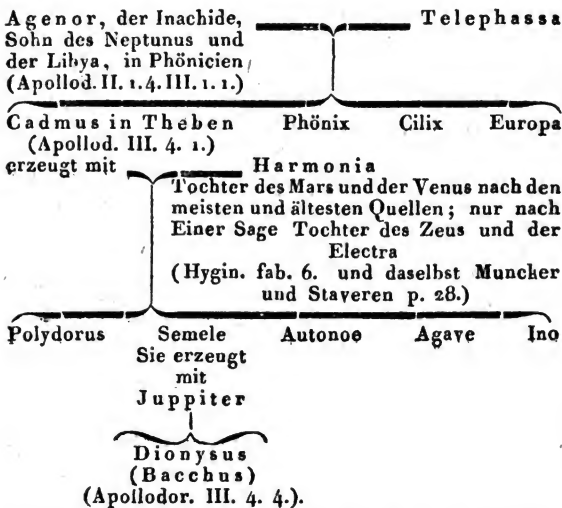 Agenor, der Inachide, Telephassa
Sohn des Neptunus und
der Libya, in Phönicien
(Apollod. II. 1. 4. III. 1. 1.)
Cadmus in Theben Phönix Cilix Europa
(Apollod. III. 4. 1.)
erzeugt mit Harmonia
Tochter des Mars und der Venus nach den
meisten und ältesten Quellen; nur nach
Einer Sage Tochter des Zeus und der
Electra
(Hygin. fab. 6. und daselbst Muncker
und Staveren p. 28.)
Polydorus Semele Autonoe Agave Ino
Sie erzeugt
mit
Juppiter
Dionysus
(Bacchus)
(Apollodor. III. 4. 4.).